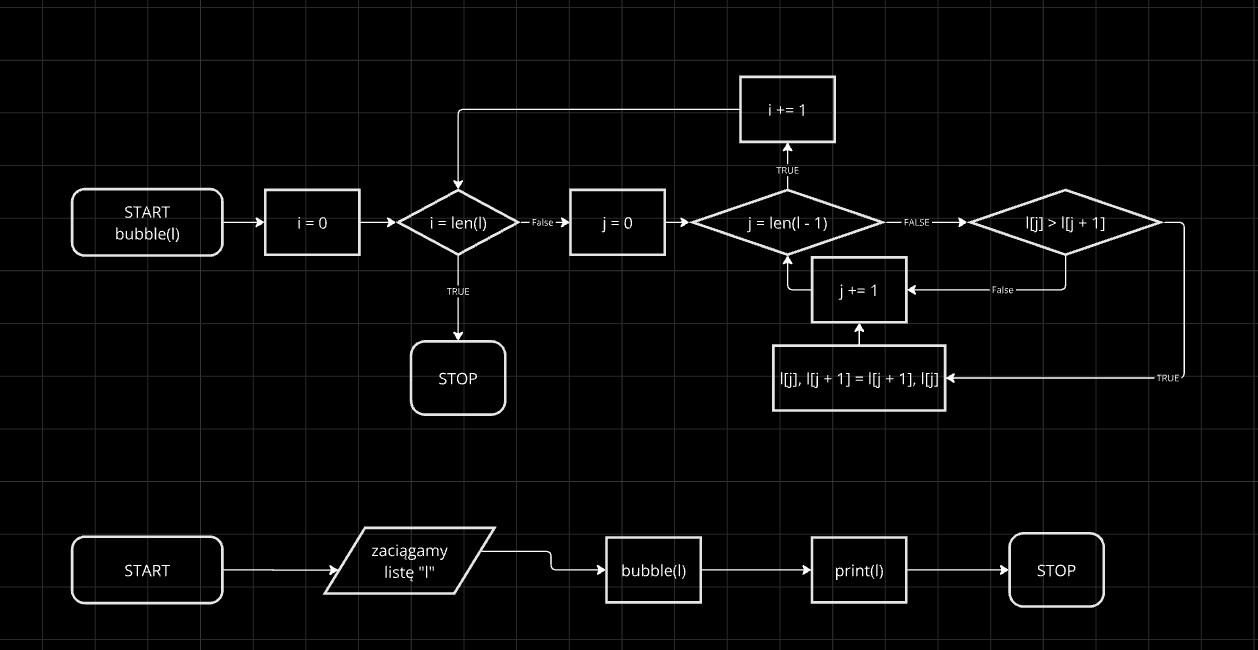 i += 1
TRUE
START
bubble(l)
i = 0
i = len(l)
False
j = 0
j = len(l - 1)
FALSE
l[j] > l[j + 1]
TRUE
j += 1
False
STOP
l[j], l[j + 1] = l[j + 1], l[j]
TRUE
START
zaciągamy
listę "l"
bubble(l)
print(l)
STOP